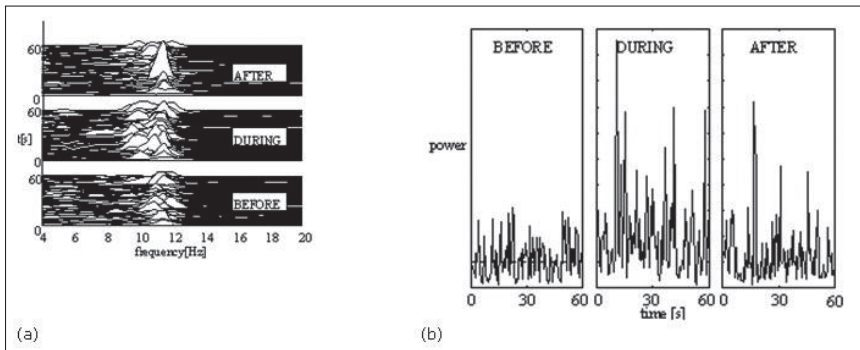 60
AFTER
0
60
t[s]
DURING
0
60
BEFORE
0
4 6 8 10 12 14 16 18 20
frequency[Hz]
(a)
BEFORE DURING AFTER
power
0 30 60 0 30 60 0 30 60
time [s]
(b)